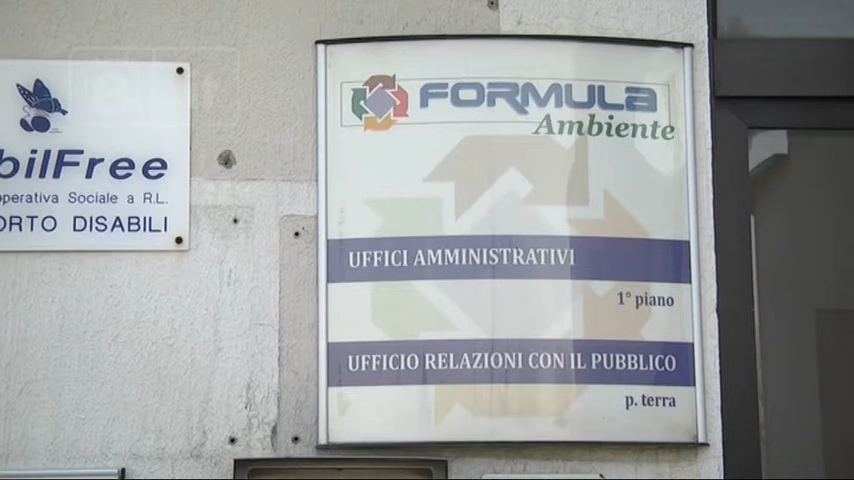 bilFree
operativa Sociale a R.L.
ORTO DISABILI
FORMULA
Ambiente
UFFICI AMMINISTRATIVI
1° piano
UFFICIO RELAZIONI CON IL PUBBLICO
p. terra